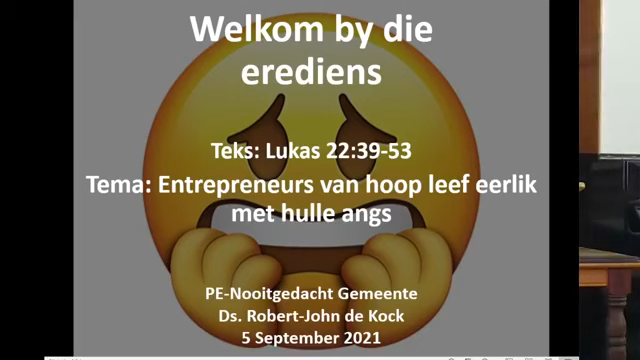 Welkom by die
erediens
Teks: Lukas 22:39-53
Tema: Entrepreneurs van hoop leef eerlik
met hulle angs
PE-Nooitgedacht Gemeente
Ds. Robert-John de Kock
5 September 2021